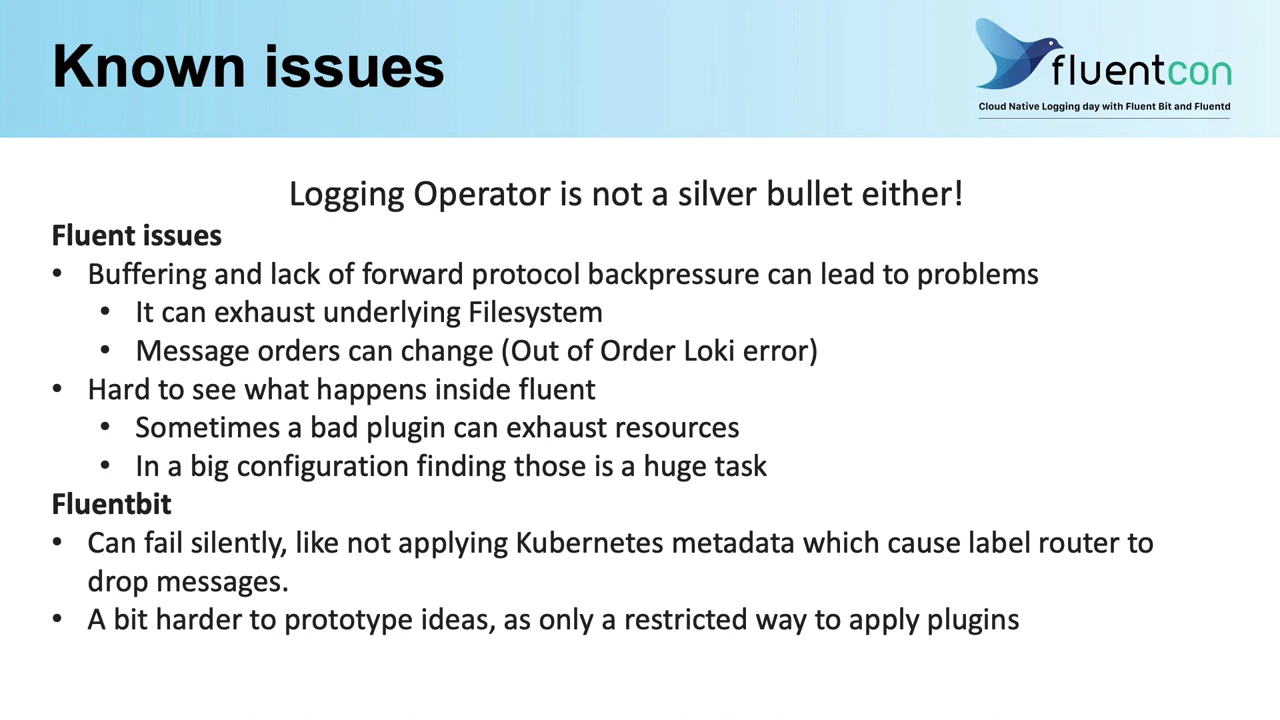 Known issues
fluentcon
Cloud Native Logging day with Fluent Bit and Fluentd
Logging Operator is not a silver bullet either!
Fluent issues
• Buffering and lack of forward protocol backpressure can lead to problems
• It can exhaust underlying Filesystem
• Message orders can change (Out of Order Loki error)
• Hard to see what happens inside fluent
• Sometimes a bad plugin can exhaust resources
• In a big configuration finding those is a huge task
Fluentbit
• Can fail silently, like not applying Kubernetes metadata which cause label router to
drop messages.
• A bit harder to prototype ideas, as only a restricted way to apply plugins